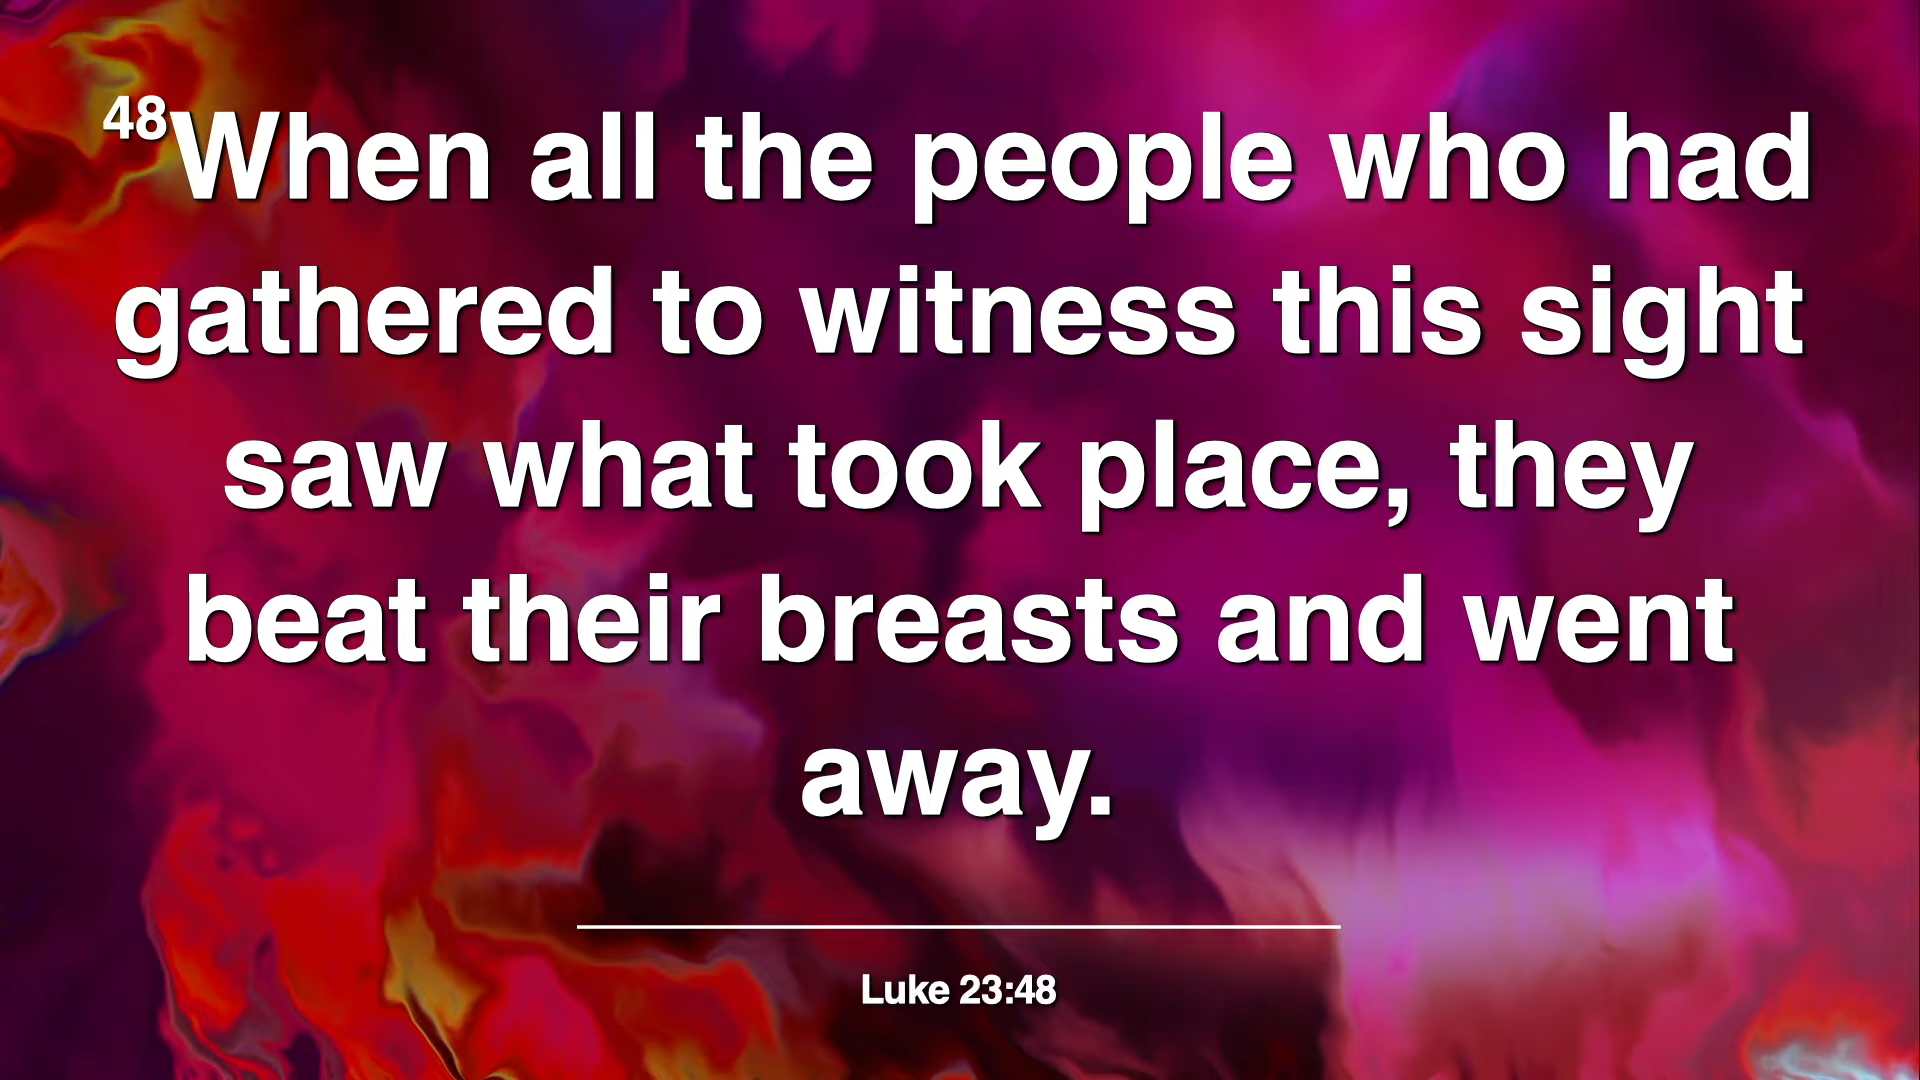 48When all the people who had
gathered to witness this sight
saw what took place, they
beat their breasts and went
away.
Luke 23:48